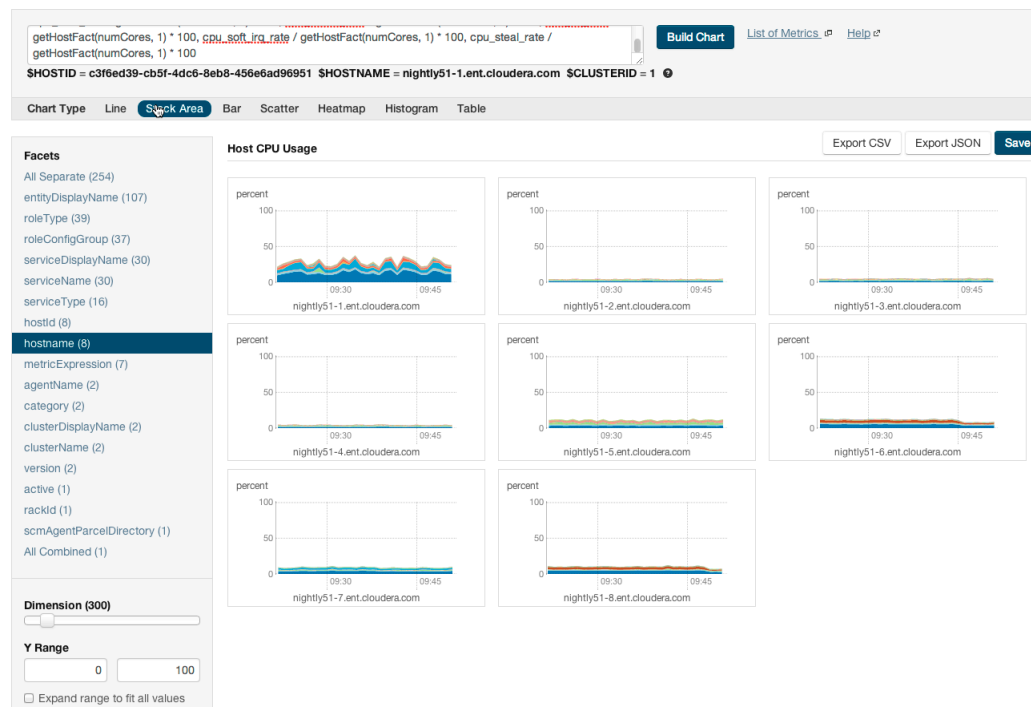 getHostFact(numCores, 1) * 100, cpu_soft_irq_rate / getHostFact(numCores, 1) * 100, cpu_steal_rate /
getHostFact(numCores, 1) * 100
Build Chart
List of Metrics
Help
$HOSTID = c3f6ed39-cb5f-4dc6-8eb8-456e6ad96951 $HOSTNAME = nightly51-1.ent.cloudera.com $CLUSTERID = 1
Chart Type Line Stack Area Bar Scatter Heatmap Histogram Table
Facets
All Separate (254)
entityDisplayName (107)
roleType (39)
roleConfigGroup (37)
serviceDisplayName (30)
serviceName (30)
serviceType (16)
hostId (8)
hostname (8)
metricExpression (7)
agentName (2)
category (2)
clusterDisplayName (2)
clusterName (2)
version (2)
active (1)
rackId (1)
scmAgentParcelDirectory (1)
All Combined (1)
Dimension (300)
Y Range
0 100
Expand range to fit all values
Host CPU Usage
Export CSV
Export JSON
Save
percent
100
50
0
09:30 09:45
nightly51-1.ent.cloudera.com
percent
100
50
0
09:30 09:45
nightly51-2.ent.cloudera.com
percent
100
50
0
09:30 09:45
nightly51-3.ent.cloudera.com
percent
100
50
0
09:30 09:45
nightly51-4.ent.cloudera.com
percent
100
50
0
09:30 09:45
nightly51-5.ent.cloudera.com
percent
100
50
0
09:30 09:45
nightly51-6.ent.cloudera.com
percent
100
50
0
09:30 09:45
nightly51-7.ent.cloudera.com
percent
100
50
0
09:30 09:45
nightly51-8.ent.cloudera.com